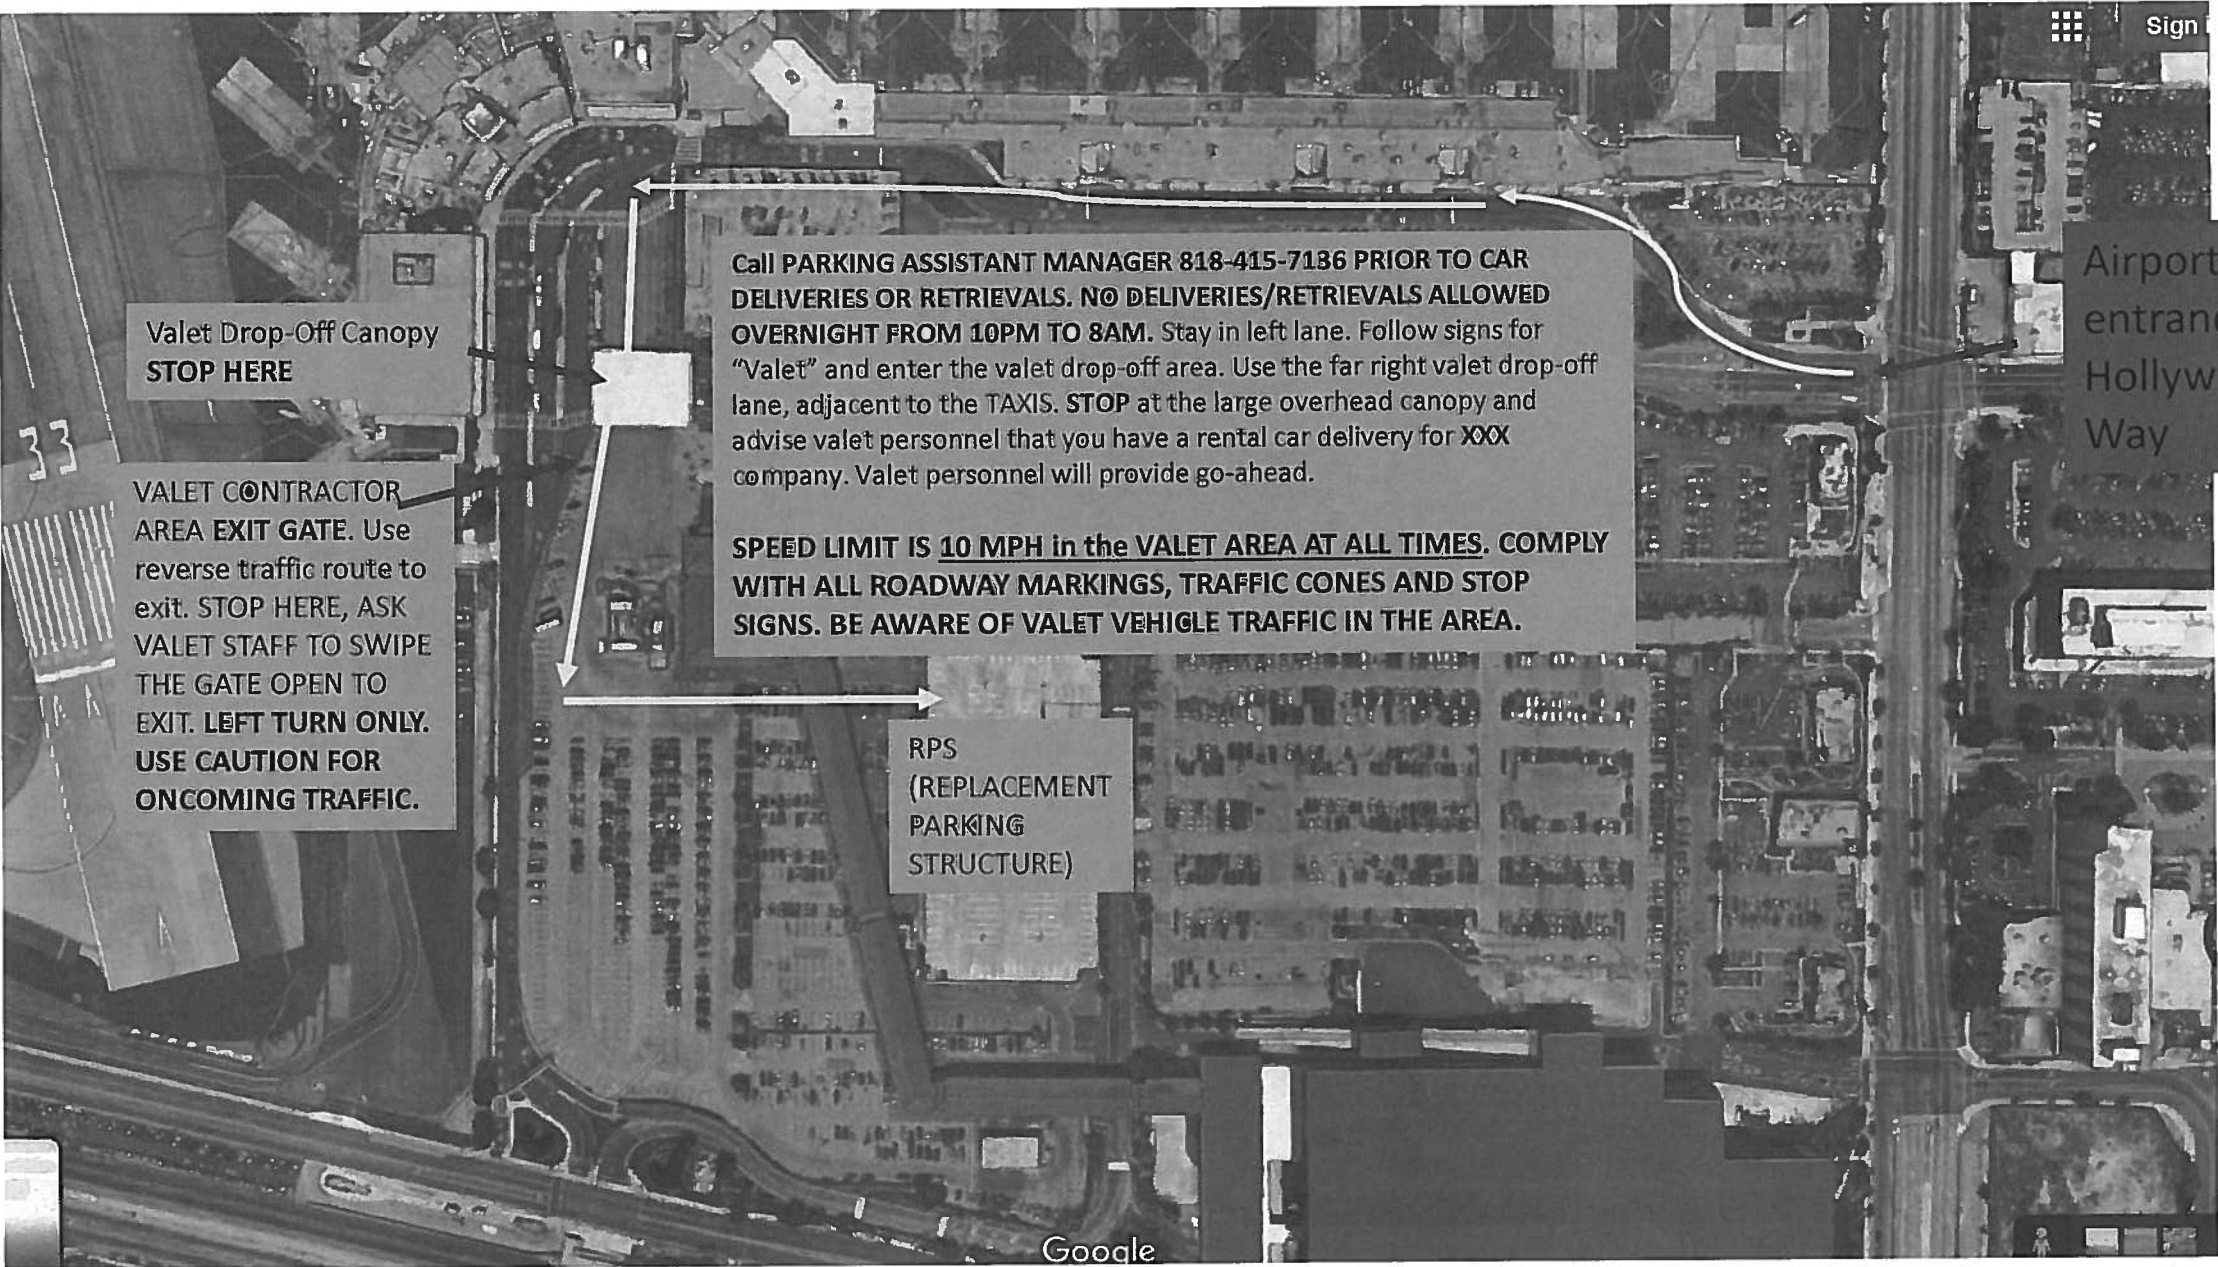 Sign
Airport
Hollyw
Way
Call PARKING ASSISTANT MANAGER 818-415-7136 PRIOR TO CAR
DELIVERIES OR RETRIEVALS. NO DELIVERIES/RETRIEVALS ALLOWED
OVERNIGHT FROM 10PM TO 8AM. Stay in left lane. Follow signs for
“Valet” and enter the valet drop-off area. Use the far right valet drop-off
lane, adjacent to the TAXIS. STOP at the large overhead canopy and
advise valet personnel that you have a rental car delivery for XXX
company. Valet personnel will provide go-ahead.
SPEED LIMIT IS 10 MPH in the VALET AREA AT ALL TIMES. COMPLY
WITH ALL ROADWAY MARKINGS, TRAFFIC CONES AND STOP
SIGNS. BE AWARE OF VALET VEHICLE TRAFFIC IN THE AREA.
Valet Drop-Off Canopy
STOP HERE
33
VALET CONTRACTOR
AREA EXIT GATE. Use
reverse traffic route to
exit. STOP HERE, ASK
VALET STAFF TO SWIPE
THE GATE OPEN TO
EXIT. LEFT TURN ONLY.
USE CAUTION FOR
ONCOMING TRAFFIC.
RPS
(REPLACEMENT
PARKING
STRUCTURE)
Google